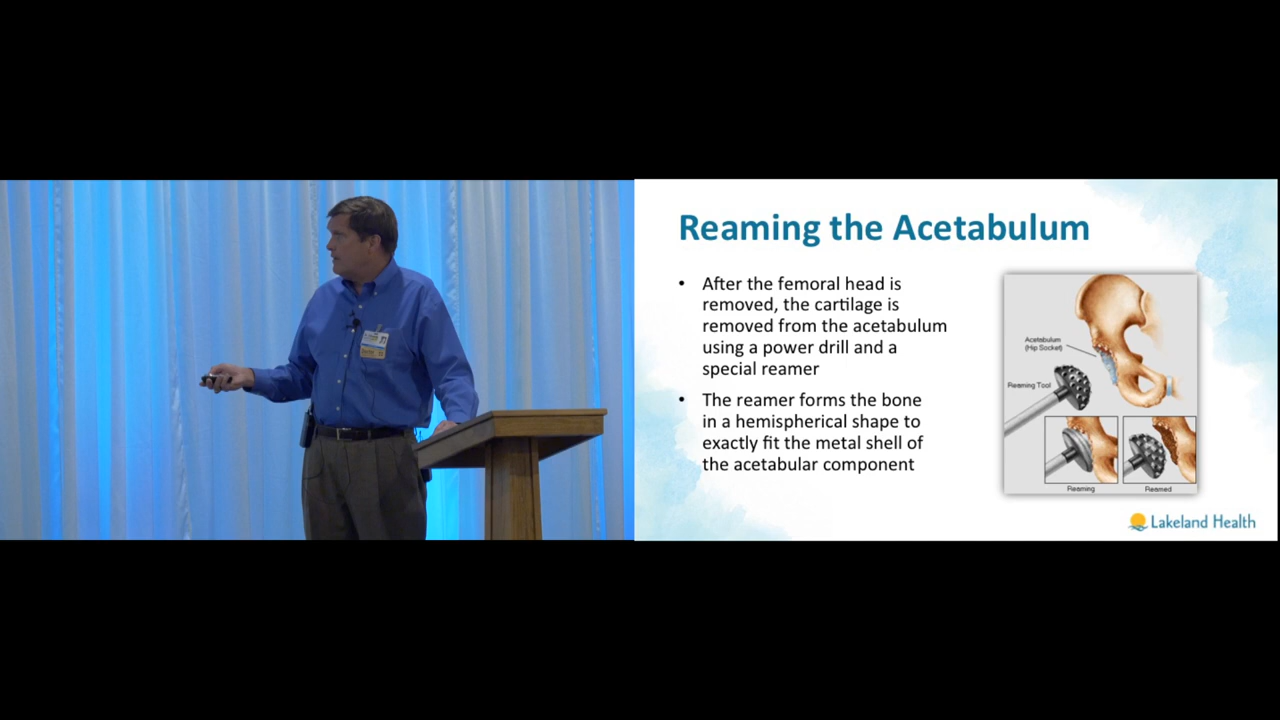 Reaming the Acetabulum
• After the femoral head is
removed, the cartilage is
removed from the acetabulum
using a power drill and a
special reamer
• The reamer forms the bone
in a hemispherical shape to
exactly fit the metal shell of
the acetabular component
Acetabulum
(Hip Socket)
Reaming Tool
Reaming
Reamed
Lakeland Health